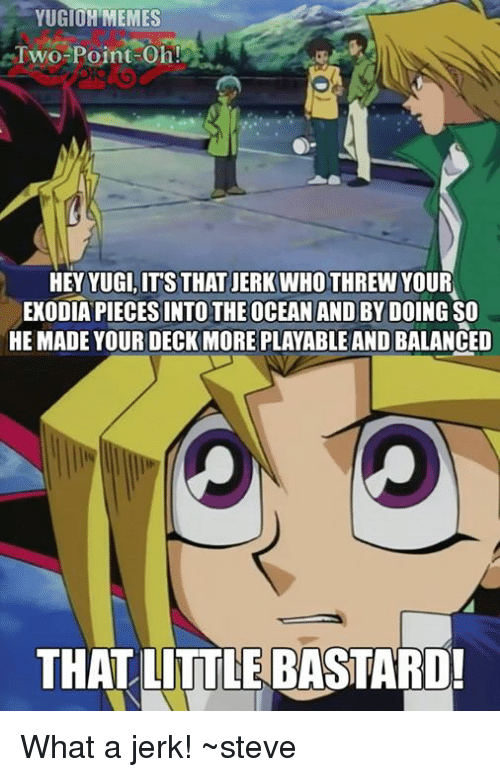 YUGIOH MEMES
Two-Point-Oh!
HEY YUGI, IT'S THAT JERK WHO THREW YOUR
EXODIA PIECES INTO THE OCEAN AND BY DOING SO
HE MADE YOUR DECK MORE PLAYABLE AND BALANCED
THAT LITTLE BASTARD!
What a jerk! ~steve